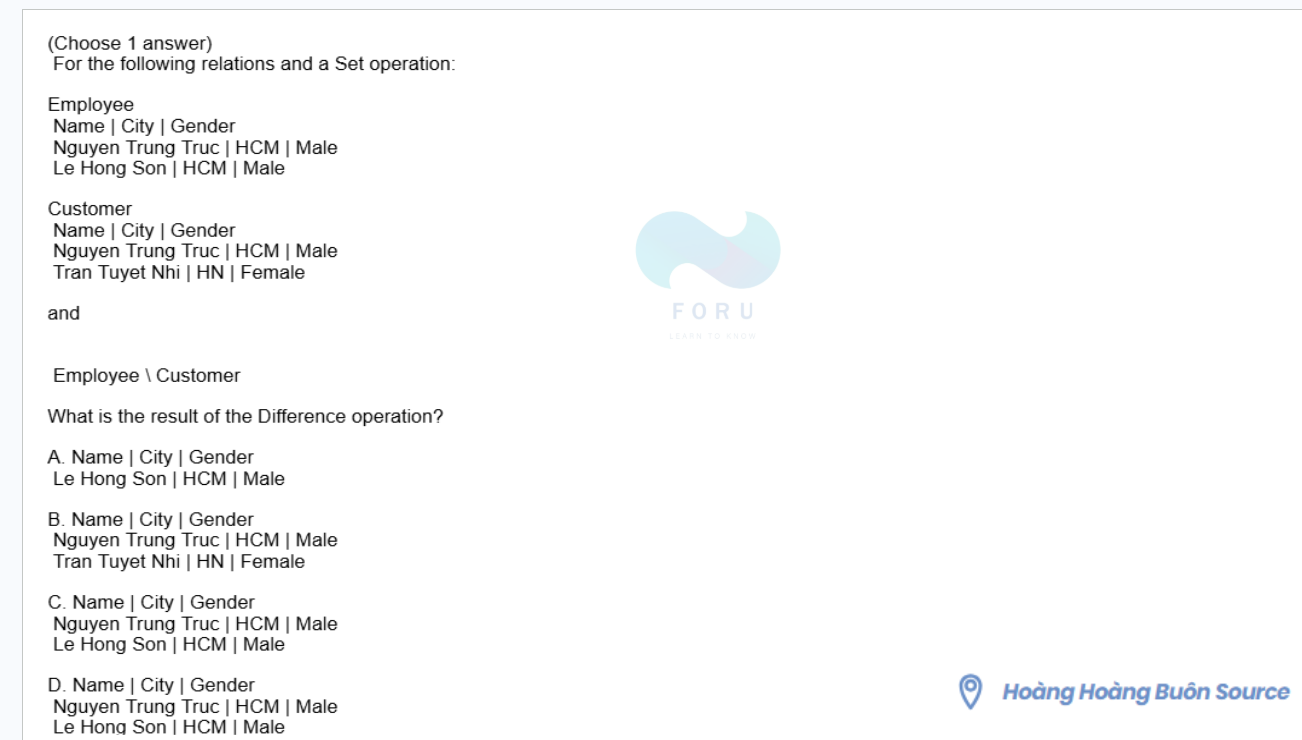 (Choose 1 answer)
For the following relations and a Set operation:
Employee
Name | City | Gender
Nguyen Trung Truc | HCM | Male
Le Hong Son | HCM | Male
Customer
Name | City | Gender
Nguyen Trung Truc | HCM | Male
Tran Tuyet Nhi | HN | Female
and
Employee \ Customer
What is the result of the Difference operation?
A. Name | City | Gender
Le Hong Son | HCM | Male
B. Name | City | Gender
Nguyen Trung Truc | HCM | Male
Tran Tuyet Nhi | HN | Female
C. Name | City | Gender
Nguyen Trung Truc | HCM | Male
Le Hong Son | HCM | Male
D. Name | City | Gender
Nguyen Trung Truc | HCM | Male
Le Hong Son | HCM | Male
FORU
LEARN TO KNOW
Hoàng Hoàng Buôn Source